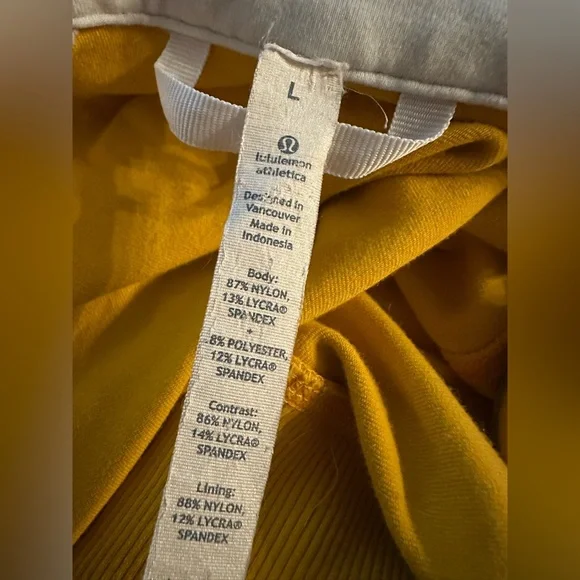 L
lululemon
athletica
Designed in
Vancouver
Made in
Indonesia
Body:
87% NYLON,
13% LYCRA®
SPANDEX
+
8% POLYESTER,
12% LYCRA®
SPANDEX
Contrast:
86% NYLON,
14% LYCRA®
SPANDEX
Lining:
88% NYLON,
12% LYCRA®
SPANDEX